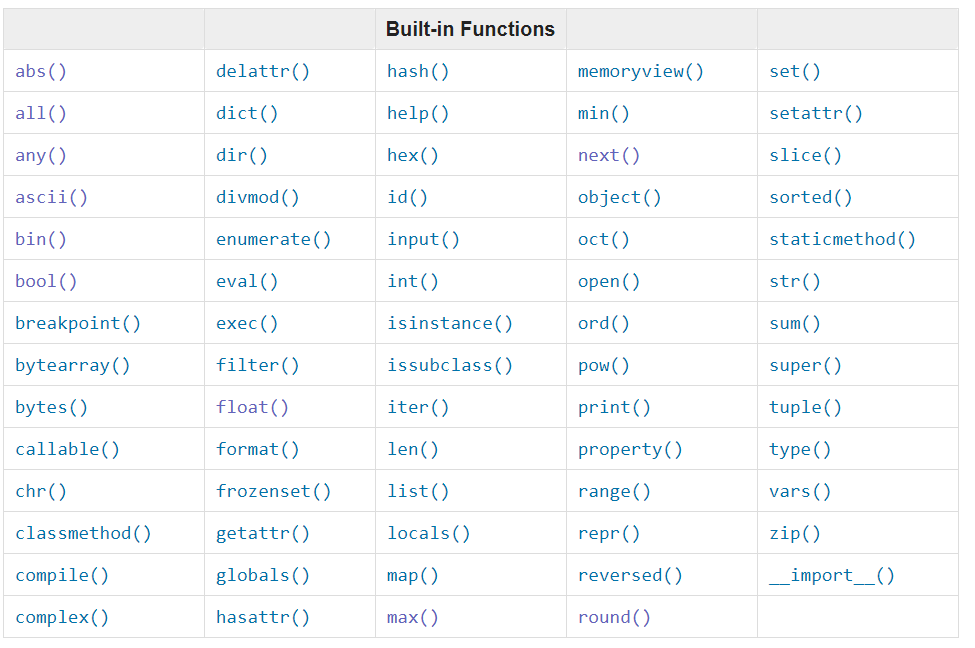 Built-in Functions
abs() delattr() hash() memoryview() set()
all() dict() help() min() setattr()
any() dir() hex() next() slice()
ascii() divmod() id() object() sorted()
bin() enumerate() input() oct() staticmethod()
bool() eval() int() open() str()
breakpoint() exec() isinstance() ord() sum()
bytearray() filter() issubclass() pow() super()
bytes() float() iter() print() tuple()
callable() format() len() property() type()
chr() frozenset() list() range() vars()
classmethod() getattr() locals() repr() zip()
compile() globals() map() reversed() __import__()
complex() hasattr() max() round()